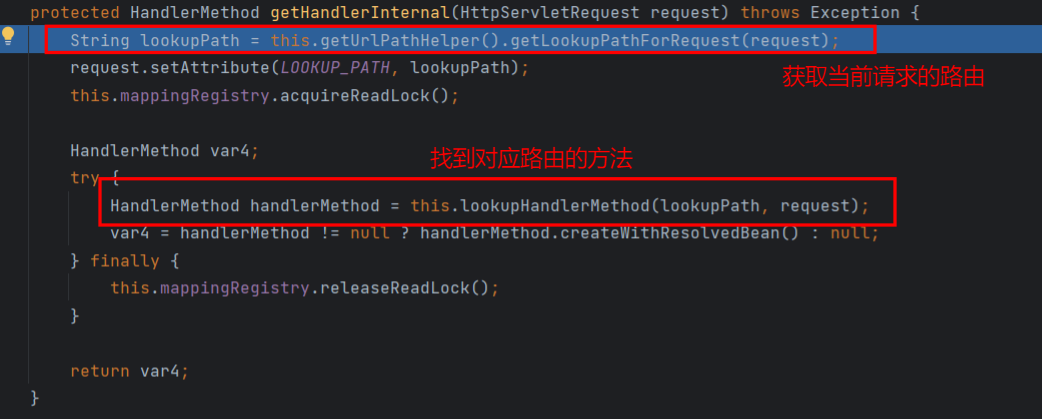 protected HandlerMethod getHandlerInternal(HttpServletRequest request) throws Exception {
String lookupPath = this.getUrlPathHelper().getLookupPathForRequest(request);
request.setAttribute(LOOKUP_PATH, lookupPath);
获取当前请求的路由
this.mappingRegistry.acquireReadLock();
HandlerMethod var4;
找到对应路由的方法
try {
HandlerMethod handlerMethod = this.lookupHandlerMethod(lookupPath, request);
var4 = handlerMethod != null ? handlerMethod.createWithResolvedBean() : null;
} finally {
this.mappingRegistry.releaseReadLock();
}
return var4;
}